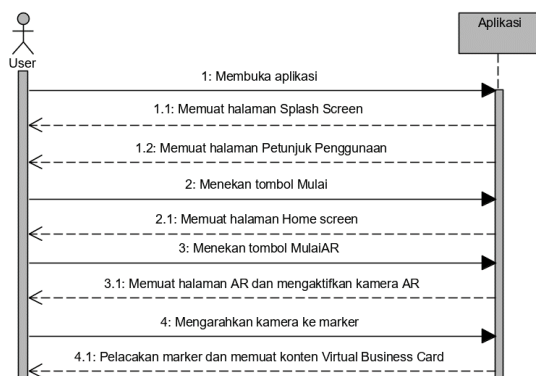 Aplikasi
User
1: Membuka aplikasi
1.1: Memuat halaman Splash Screen
1.2: Memuat halaman Petunjuk Penggunaan
2: Menekan tombol Mulai
2.1: Memuat halaman Home screen
3: Menekan tombol MulaiAR
3.1: Memuat halaman AR dan mengaktifkan kamera AR
4: Mengarahkan kamera ke marker
4.1: Pelacakan marker dan memuat konten Virtual Business Card